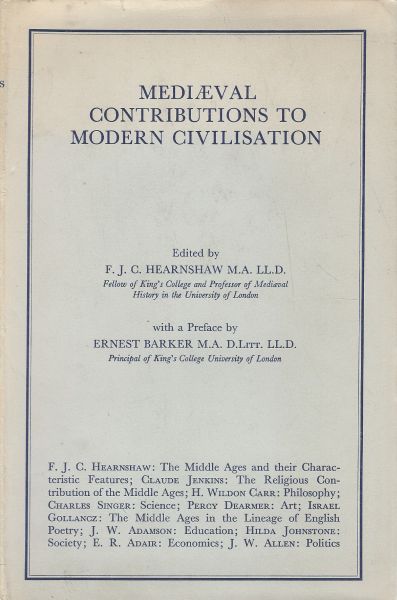 MEDIÆVAL
CONTRIBUTIONS TO
MODERN CIVILISATION
Edited by
F. J. C. HEARNSHAW M.A. LL.D.
Fellow of King's College and Professor of Mediæval
History in the University of London
with a Preface by
ERNEST BARKER M.A. D.LITT. LL.D.
Principal of King's College University of London
F. J. C. HEARNSHAW: The Middle Ages and their Charac-
teristic Features; CLAUDE JENKINS: The Religious Con-
tribution of the Middle Ages; H. WILDON CARR: Philosophy;
CHARLES SINGER: Science; PERCY DEARMER: Art; ISRAEL
GOLLANCZ: The Middle Ages in the Lineage of English
Poetry; J. W. ADAMSON: Education; HILDA JOHNSTONE:
Society; E. R. ADAIR: Economics; J. W. ALLEN: Politics